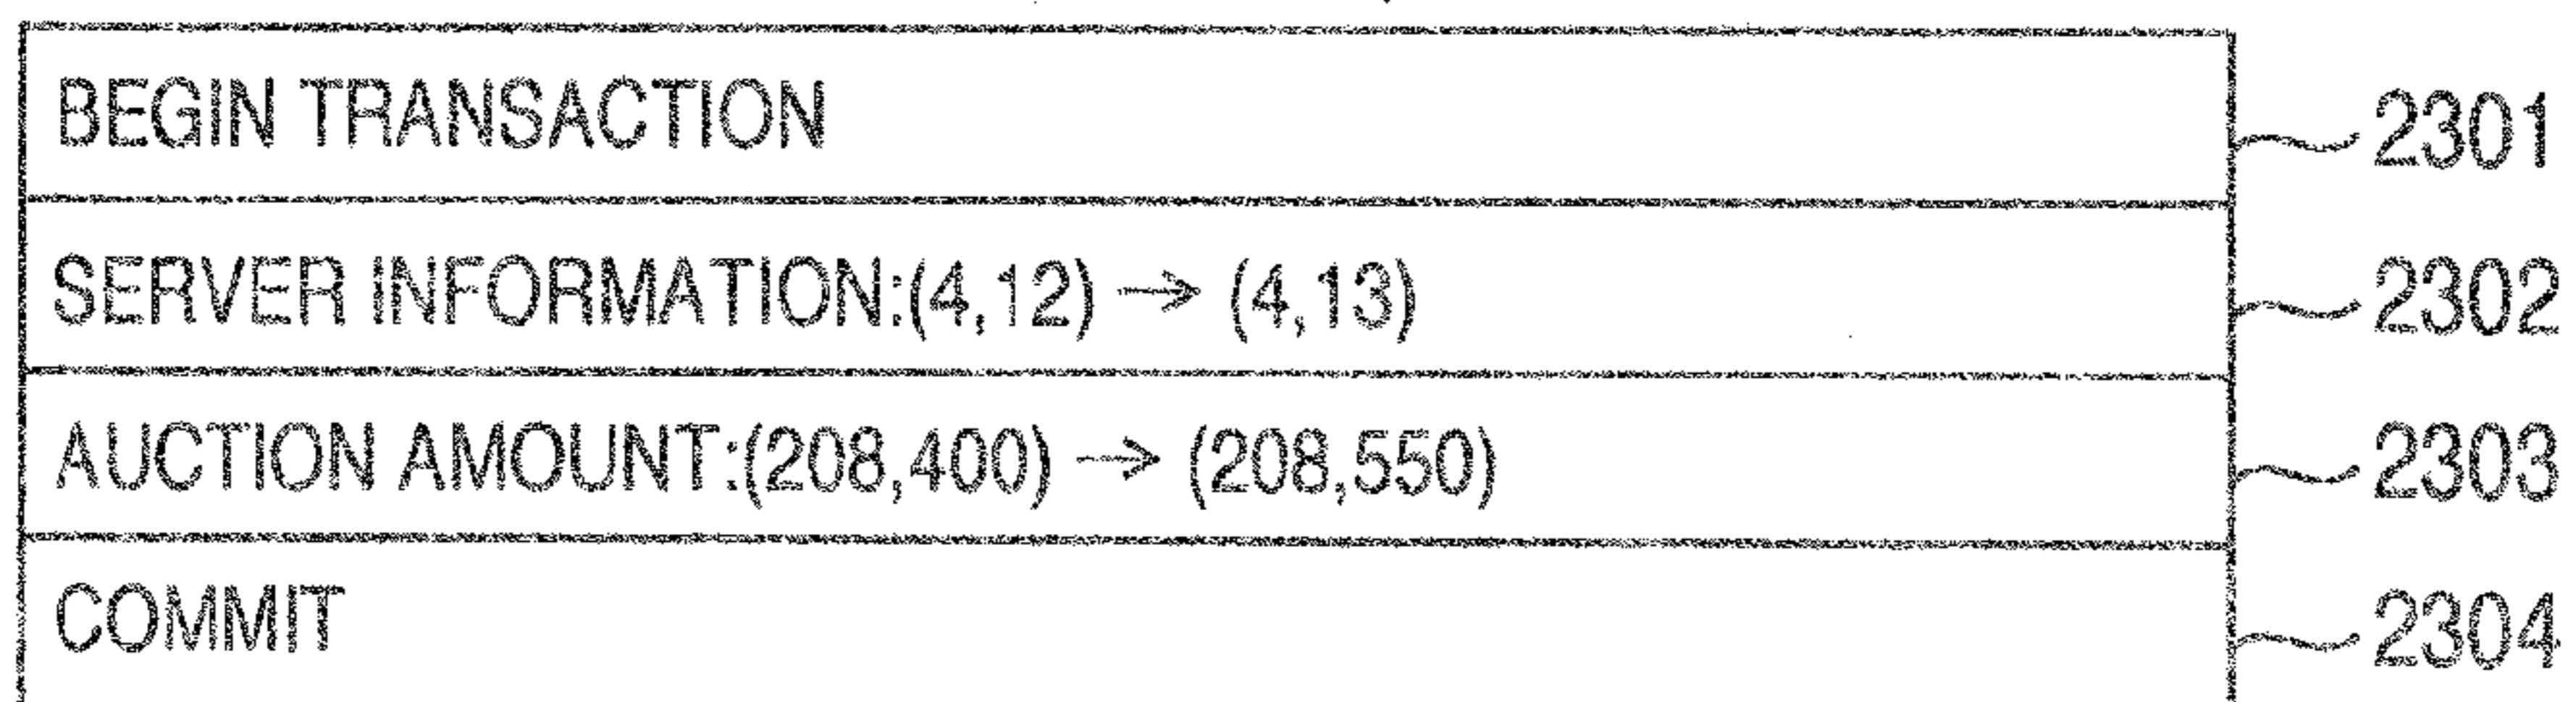 BEGIN TRANSACTION 2301
SERVER INFORMATION:(4,12) → (4,13) 2302
AUCTION AMOUNT:(208,400) → (208,550) 2303
COMMIT 2304